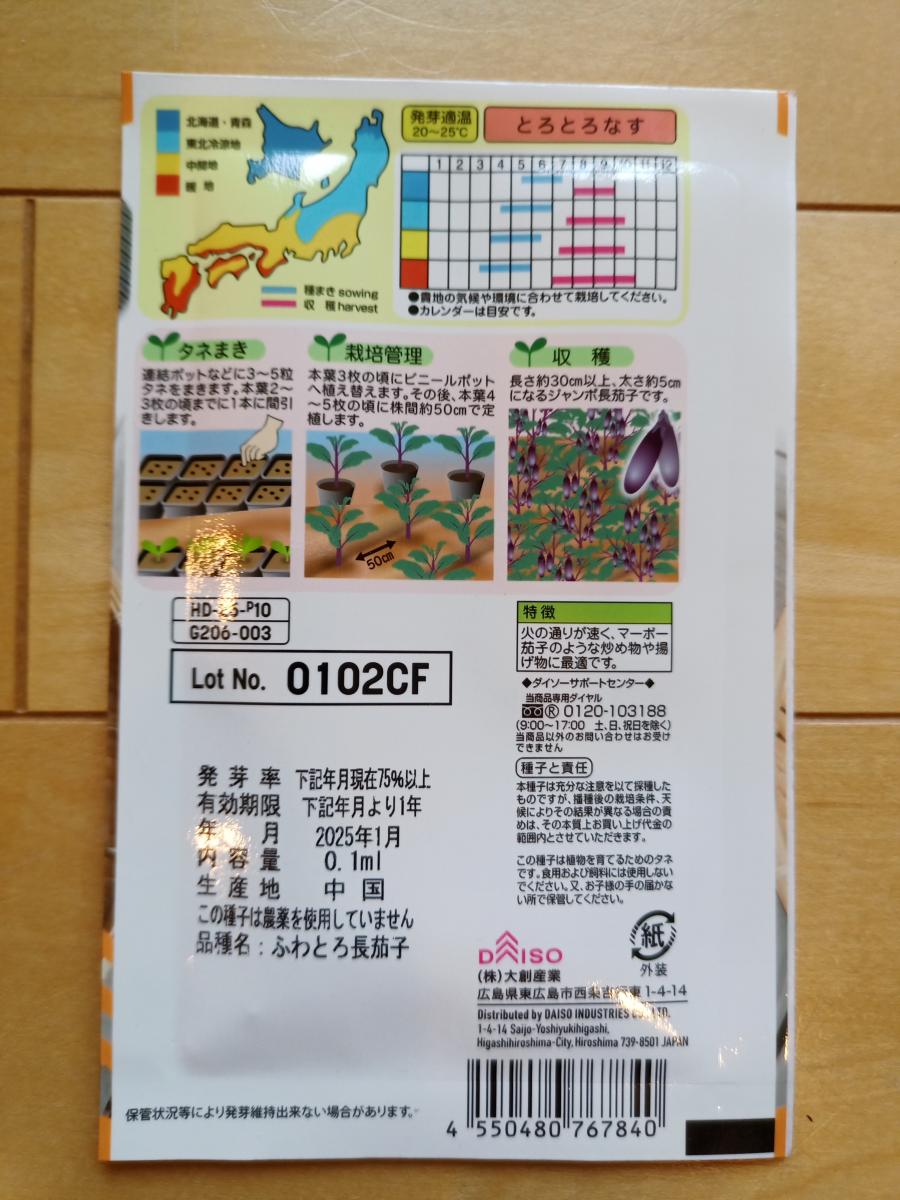 北海道・青森
東北冷涼地
中間地
暖地
種まき sowing
収穫 harvest
発芽適温
20～25℃
とろとろなす
1 2 3 4 5 6 7 8 9 10 11 12
●貴地の気候や環境に合わせて栽培してください。
●カレンダーは目安です。
タネまき
連結ポットなどに3～5粒
タネをまきます。本葉2～
3枚の頃までに1本に間引
きします。
栽培管理
本葉3枚の頃にビニールポット
へ植え替えます。その後、本葉4
～5枚の頃に株間約50cmで定
植します。
50cm
収穫
長さ約30cm以上、太さ約5cm
になるジャンボ長茄子です。
HD-25-P10
G206-003
Lot No. 0102CF
特徴
火の通りが速く、マーボー
茄子のような炒め物や揚
げ物に最適です。
◆ダイソーサポートセンター◆
当商品専用ダイヤル
Ⓡ 0120-103188
(9:00～17:00 土、日、祝日を除く)
当商品以外のお問い合わせはお受け
できません
種子と責任
本種子は充分な注意を以て採種した
ものですが、播種後の栽培条件、天
候によりその結果が異なる場合の責
めは、その本質上お買い上げ代金の
範囲内とさせていただきます。
この種子は植物を育てるためのタネ
です。食用および飼料には使用しない
でください。又、お子様の手の届かな
い所で保管してください。
発芽率 下記年月現在75%以上
有効期限 下記年月より1年
年月 2025年1月
内容量 0.1ml
生産地 中国
この種子は農薬を使用していません
品種名：ふわとろ長茄子
DAISO
(株)大創産業
広島県東広島市西条吉行東 1-4-14
Distributed by DAISO INDUSTRIES CO., LTD.
1-4-14 Saijo-Yoshiyukihigashi,
Higashihiroshima-City, Hiroshima 739-8501 JAPAN
紙
外装
保管状況等により発芽維持出来ない場合があります。
4 550480 767840